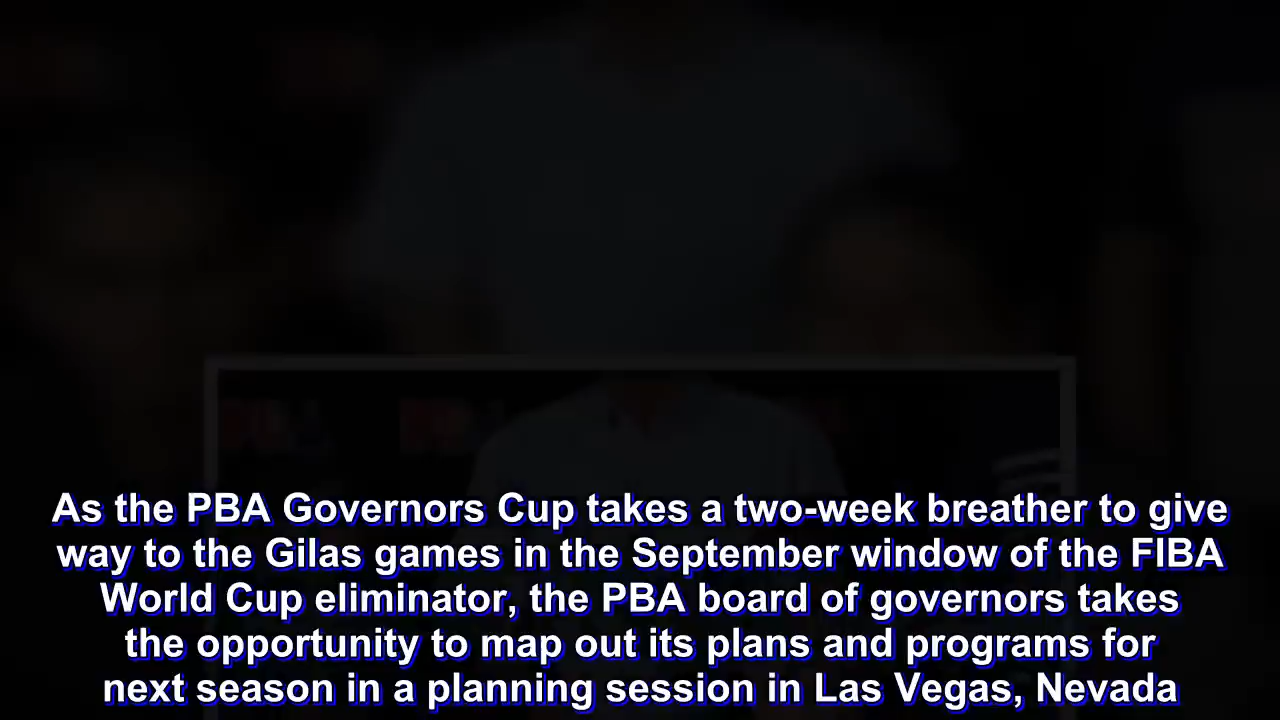 As the PBA Governors Cup takes a two-week breather to give
way to the Gilas games in the September window of the FIBA
World Cup eliminator, the PBA board of governors takes
the opportunity to map out its plans and programs for
next season in a planning session in Las Vegas, Nevada